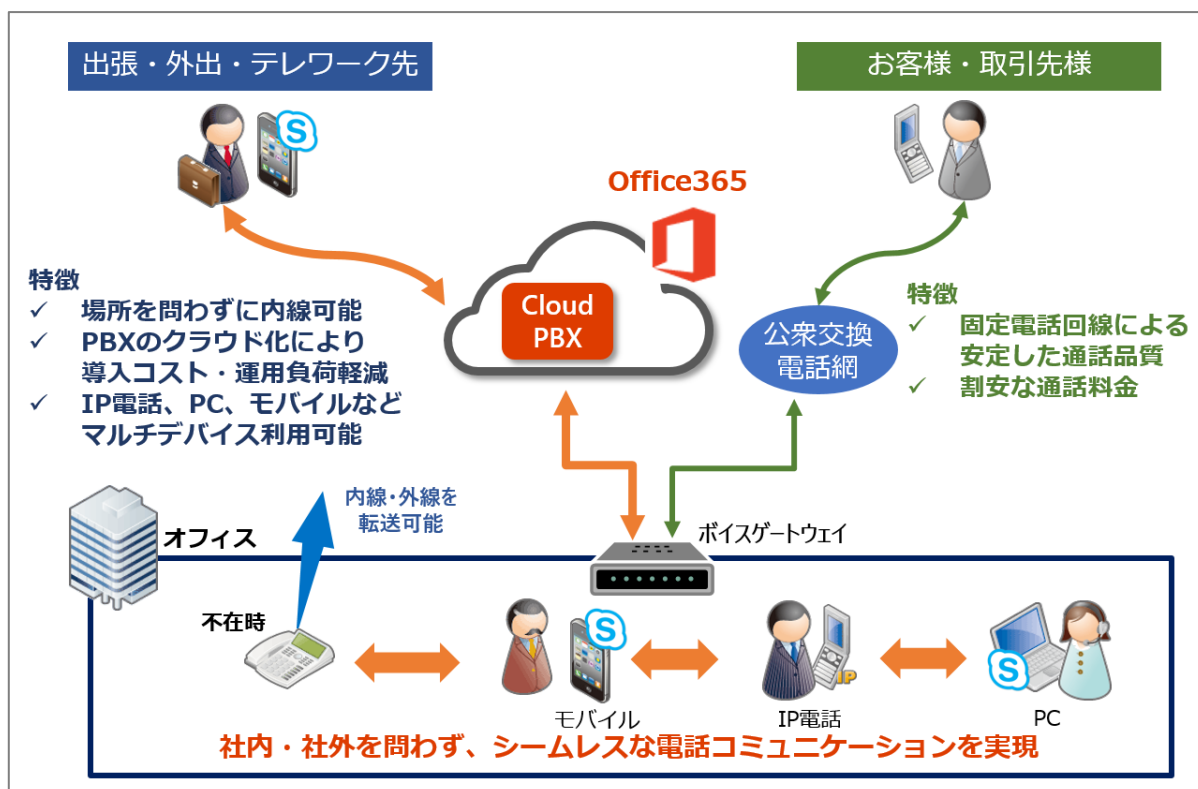 出張・外出・テレワーク先
お客様・取引先様
S
Office365
Cloud
PBX
特徴
✓ 場所を問わずに内線可能
✓ PBXのクラウド化により
導入コスト・運用負荷軽減
✓ IP電話、PC、モバイルなど
マルチデバイス利用可能
公衆交換
電話網
特徴
✓ 固定電話回線による
安定した通話品質
✓ 割安な通話料金
内線・外線を
転送可能
オフィス
ボイスゲートウェイ
不在時
S
IP
S
モバイル
IP電話
PC
社内・社外を問わず、シームレスな電話コミュニケーションを実現